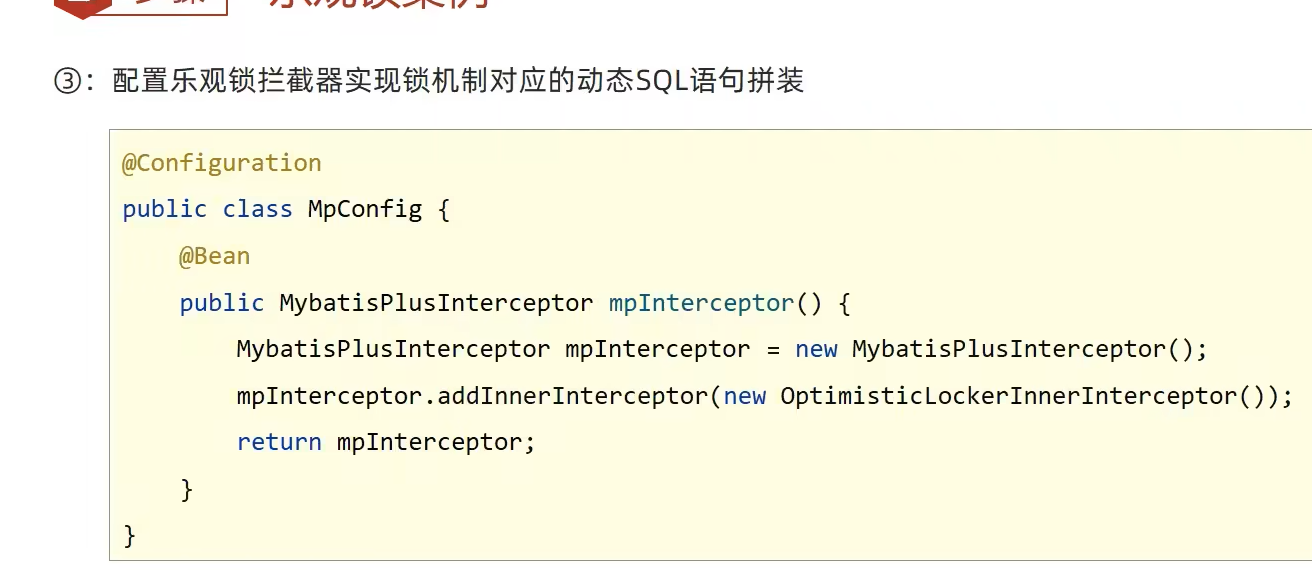 步骤 乐观锁案例
③：配置乐观锁拦截器实现锁机制对应的动态SQL语句拼装
@Configuration
public class MpConfig {
    @Bean
    public MybatisPlusInterceptor mpInterceptor() {
        MybatisPlusInterceptor mpInterceptor = new MybatisPlusInterceptor();
        mpInterceptor.addInnerInterceptor(new OptimisticLockerInnerInterceptor());
        return mpInterceptor;
    }
}